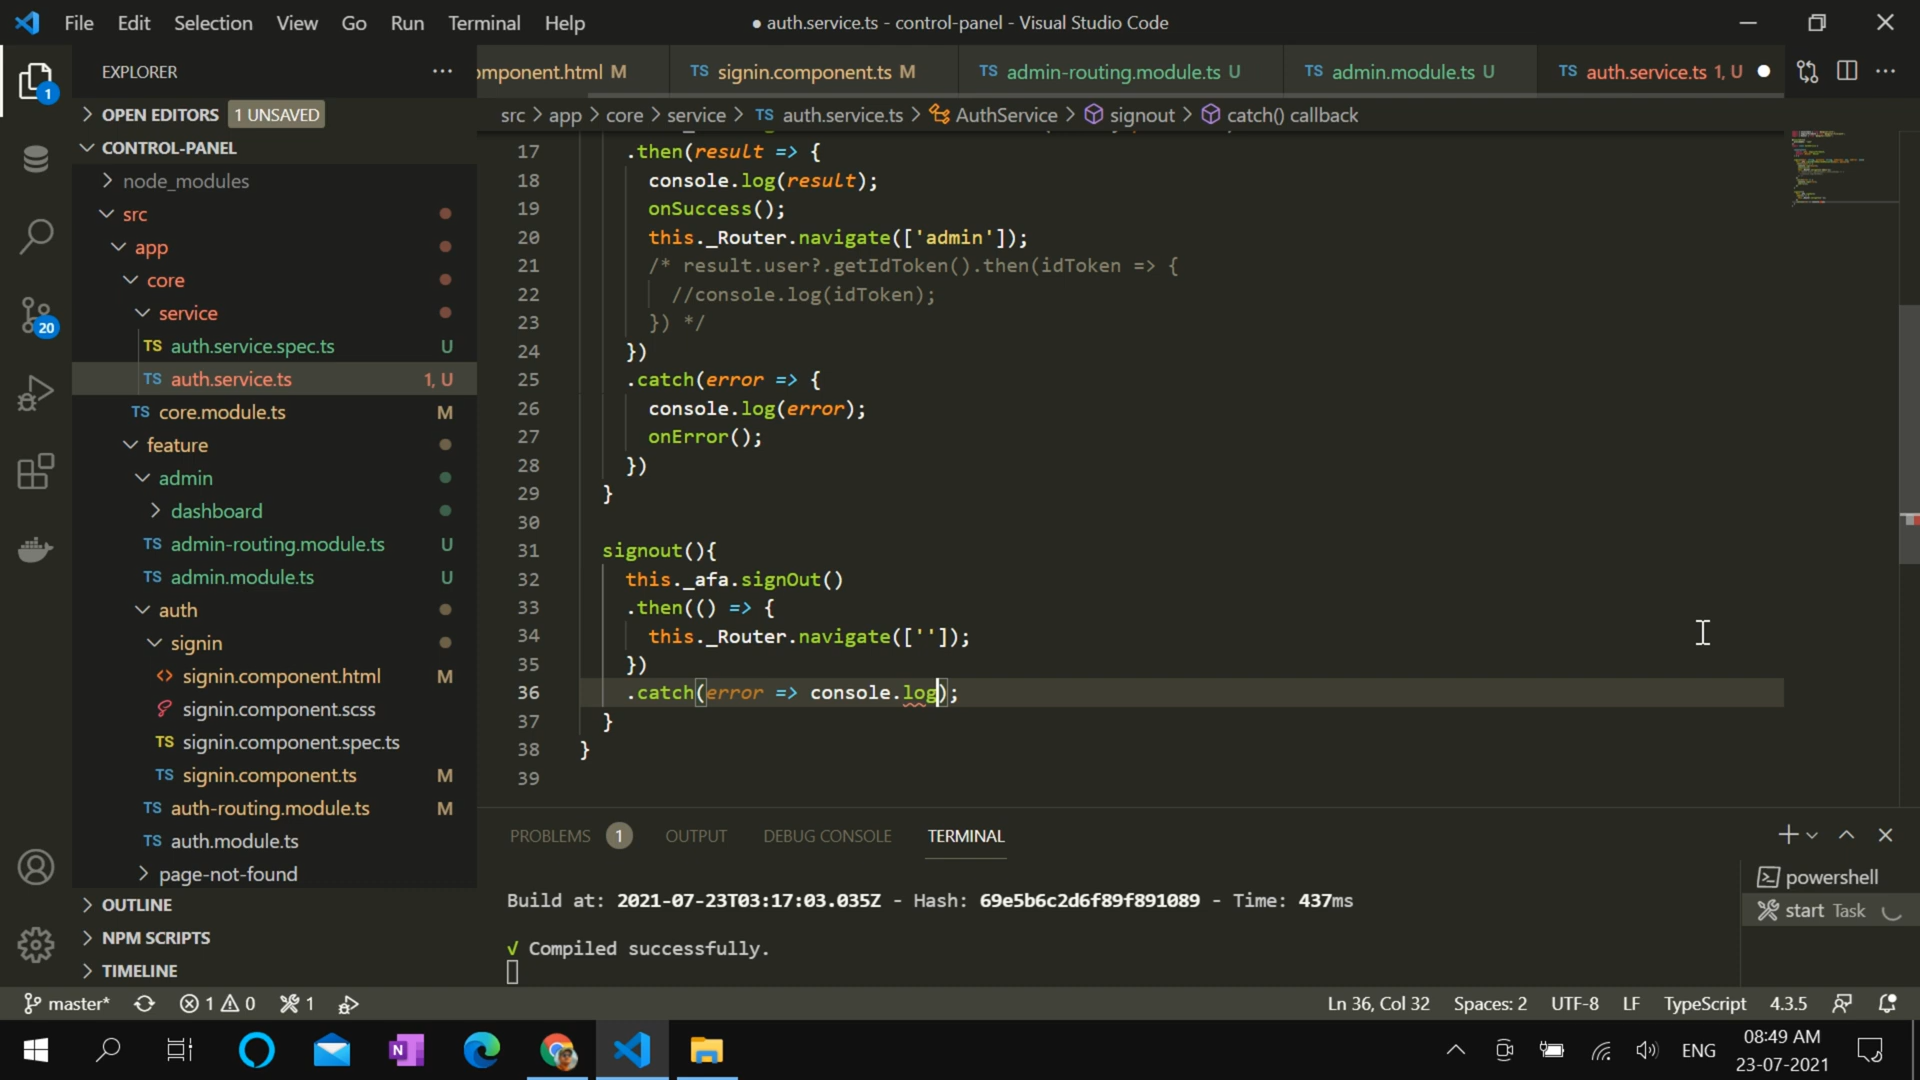 File Edit Selection View Go Run Terminal Help
● auth.service.ts - control-panel - Visual Studio Code
EXPLORER
omponent.html M
TS signin.component.ts M
TS admin-routing.module.ts U
TS admin.module.ts U
TS auth.service.ts 1, U
1
OPEN EDITORS 1 UNSAVED
src > app > core > service > TS auth.service.ts > AuthService > signout > catch() callback
CONTROL-PANEL
node_modules
src
app
core
service
TS auth.service.spec.ts U
TS auth.service.ts 1, U
TS core.module.ts M
feature
admin
dashboard
TS admin-routing.module.ts U
TS admin.module.ts U
auth
signin
<> signin.component.html M
signin.component.scss
TS signin.component.spec.ts
TS signin.component.ts M
TS auth-routing.module.ts M
TS auth.module.ts
page-not-found
OUTLINE
NPM SCRIPTS
TIMELINE
20
17 .then(result => {
18 console.log(result);
19 onSuccess();
20 this._Router.navigate(['admin']);
21 /* result.user?.getIdToken().then(idToken => {
22 //console.log(idToken);
23 }) */
24 })
25 .catch(error => {
26 console.log(error);
27 onError();
28 })
29 }
30
31 signout(){
32 this._afa.signOut()
33 .then(() => {
34 this._Router.navigate(['']);
35 })
36 .catch(error => console.log);
37 }
38 }
39
PROBLEMS 1 OUTPUT DEBUG CONSOLE TERMINAL
Build at: 2021-07-23T03:17:03.035Z - Hash: 69e5b6c2d6f89f891089 - Time: 437ms
√ Compiled successfully.
powershell
start Task
master* 1 0 1
Ln 36, Col 32 Spaces: 2 UTF-8 LF TypeScript 4.3.5
N
ENG
08:49 AM
23-07-2021